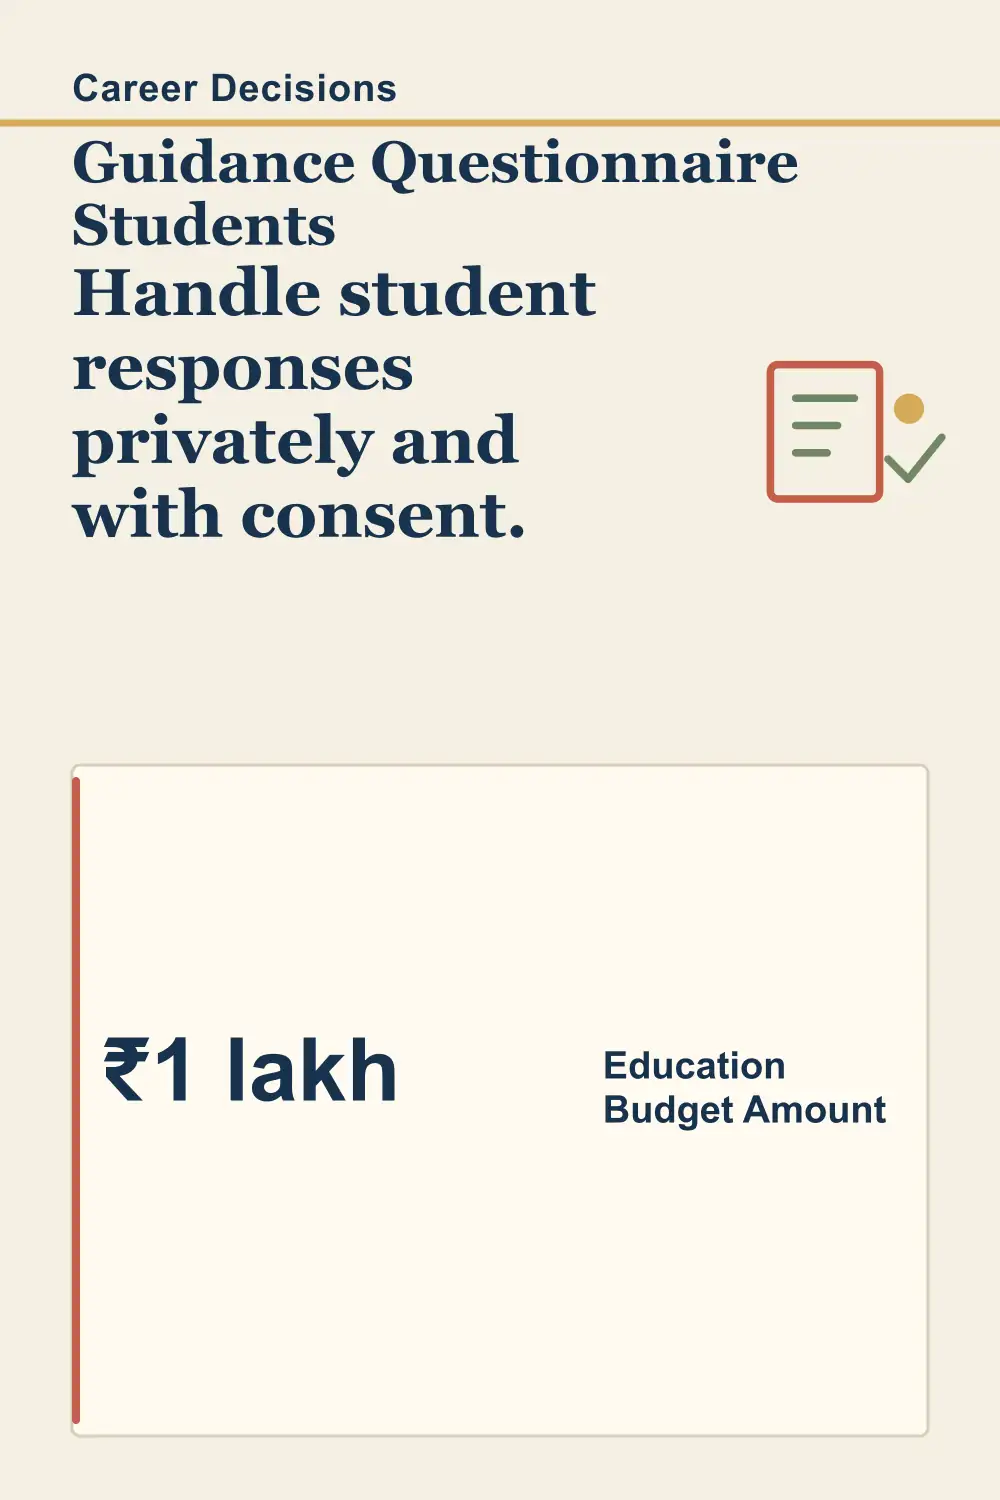 Career Decisions
Guidance Questionnaire
Students
Handle student
responses
privately and
with consent.
₹1 lakh
Education
Budget Amount